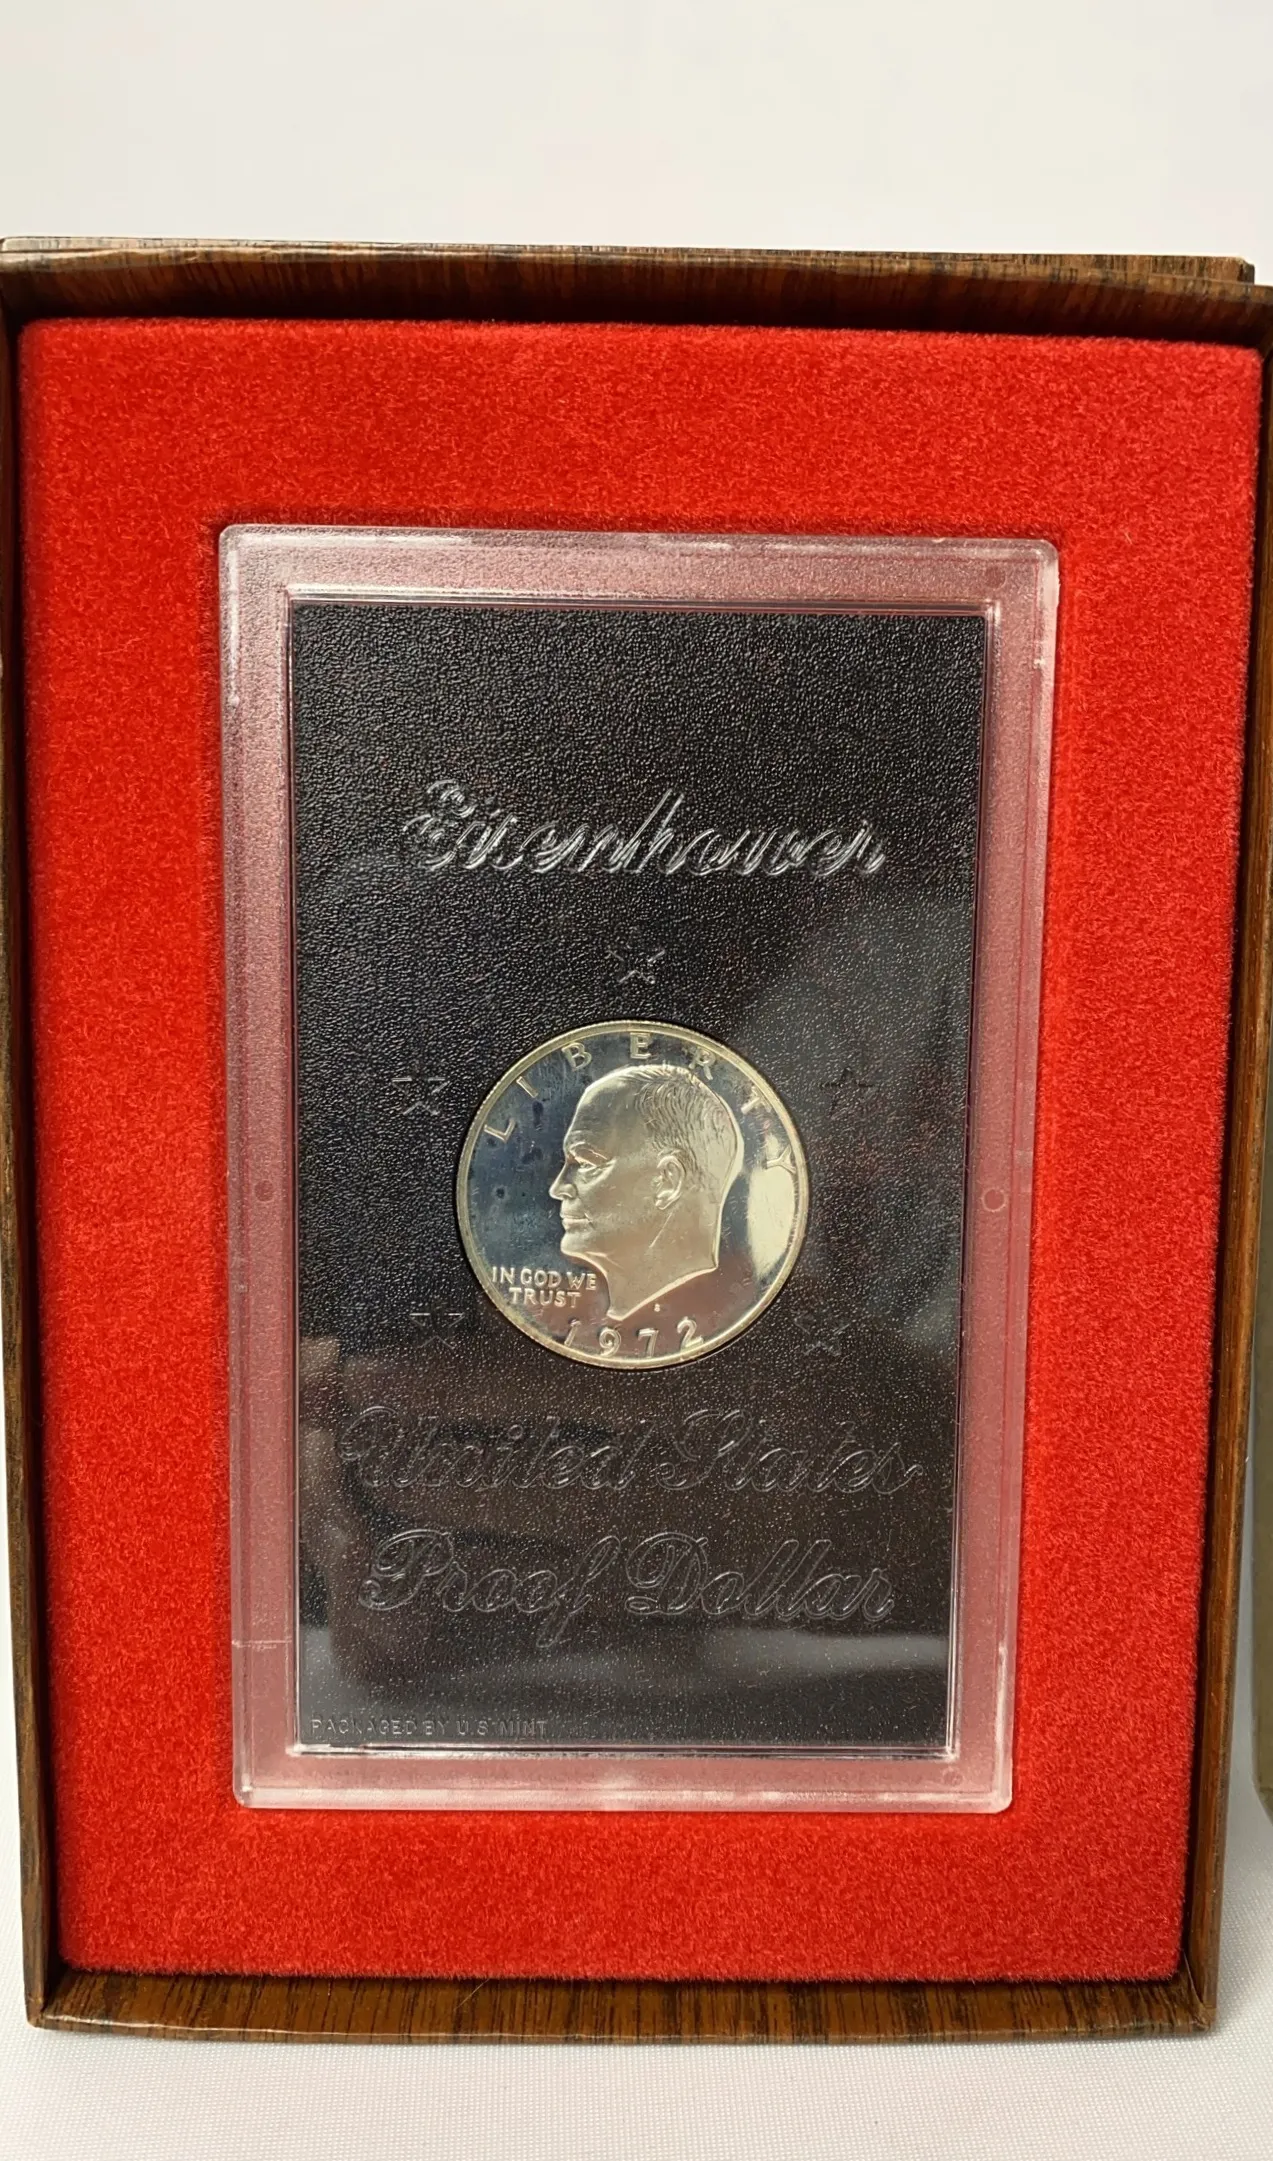 Eisenhower
LIBERTY
IN GOD WE
TRUST
S
1972
United States
Proof Dollar
PACKAGED BY U.S. MINT